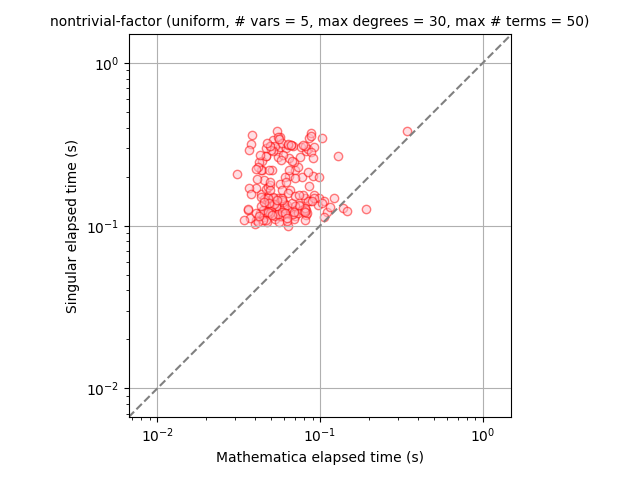 nontrivial-factor (uniform, # vars = 5, max degrees = 30, max # terms = 50)
10⁰
10⁻¹
10⁻²
Singular elapsed time (s)
10⁻²
10⁻¹
10⁰
Mathematica elapsed time (s)